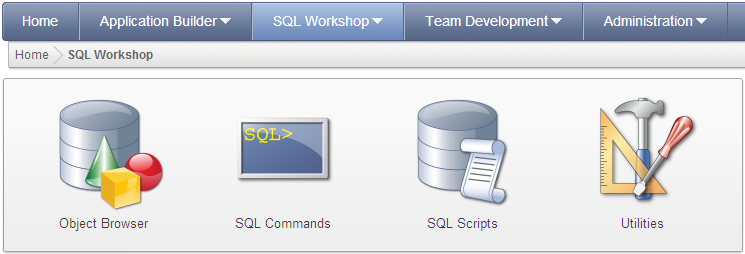 Home Application Builder SQL Workshop Team Development Administration
Home SQL Workshop
SQL>
Object Browser SQL Commands SQL Scripts Utilities